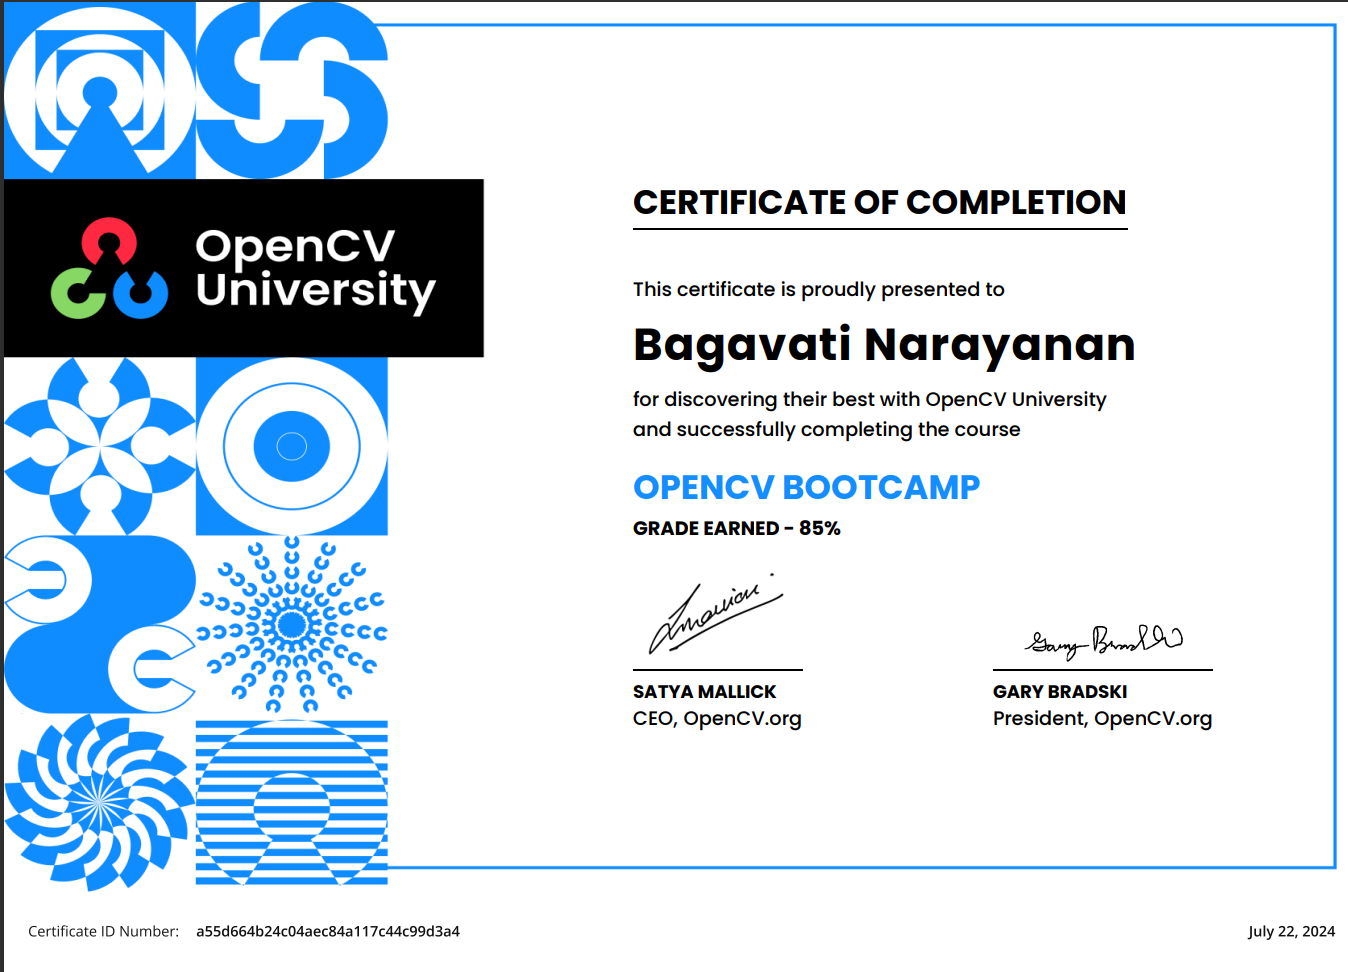 OpenCV
University
CERTIFICATE OF COMPLETION
This certificate is proudly presented to
Bagavati Narayanan
for discovering their best with OpenCV University
and successfully completing the course
OPENCV BOOTCAMP
GRADE EARNED - 85%
Gary Bradski
SATYA MALLICK
CEO, OpenCV.org
GARY BRADSKI
President, OpenCV.org
Certificate ID Number: a55d664b24c04aec84a117c44c99d3a4
July 22, 2024